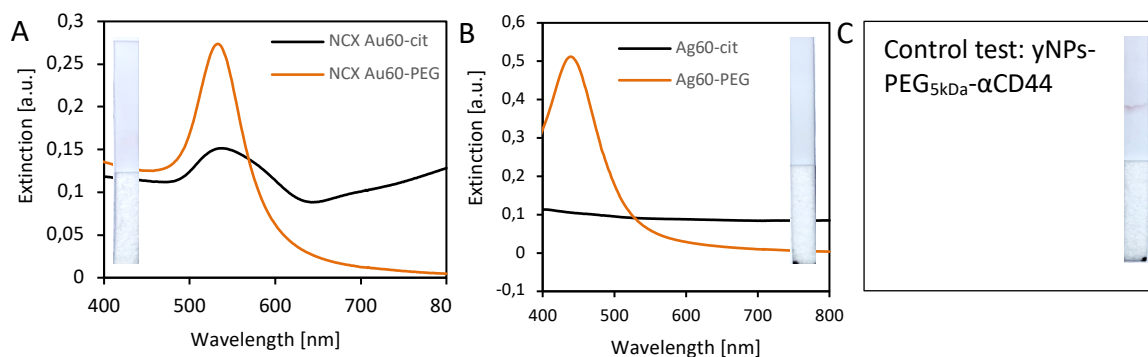 A
0,3
0,25
0,2
0,15
0,1
0,05
0
400
500
600
700
800
Extinction [a.u.]
Wavelength [nm]
NCX Au60-cit
NCX Au60-PEG
B
0,6
0,5
0,4
0,3
0,2
0,1
0
-0,1
400
500
600
700
800
Extinction [a.u.]
Wavelength [nm]
Ag60-cit
Ag60-PEG
C
Control test: yNPs-
PEG5kDa-αCD44